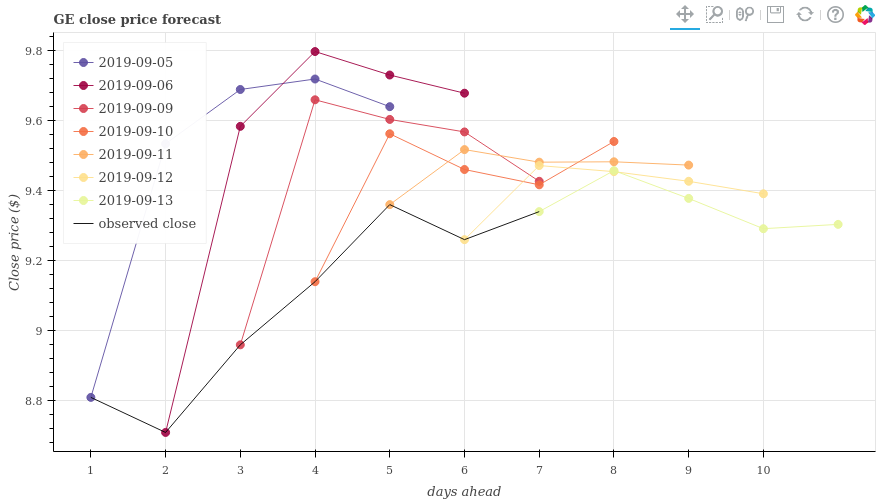 GE close price forecast
9.8
9.6
9.4
9.2
9
8.8
Close price ($)
2019-09-05
2019-09-06
2019-09-09
2019-09-10
2019-09-11
2019-09-12
2019-09-13
observed close
1 2 3 4 5 6 7 8 9 10
days ahead